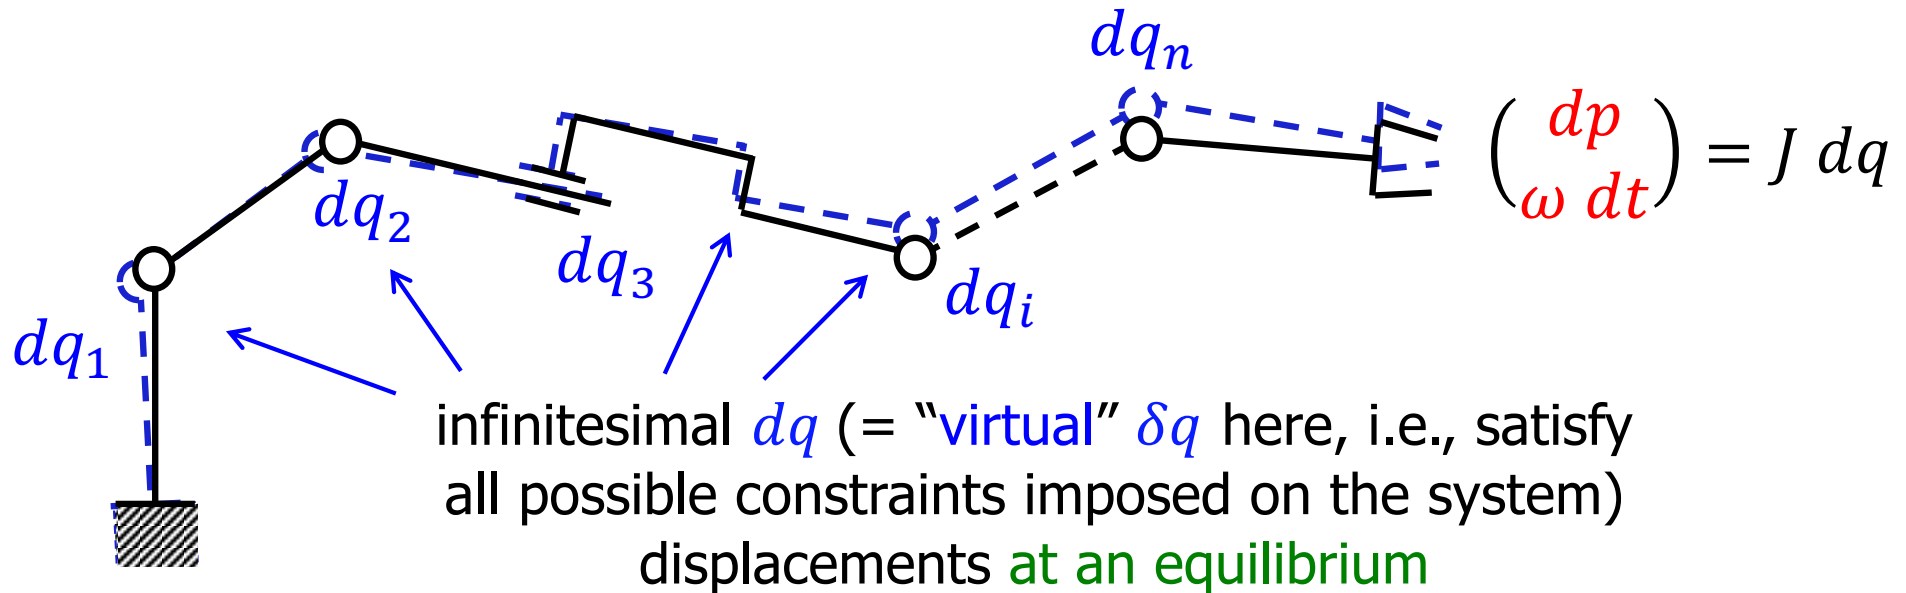 dqₙ
(dp
ω dt) = J dq
dq₂
dq₃
dqᵢ
dq₁
infinitesimal dq (= “virtual” δq here, i.e., satisfy
all possible constraints imposed on the system)
displacements at an equilibrium